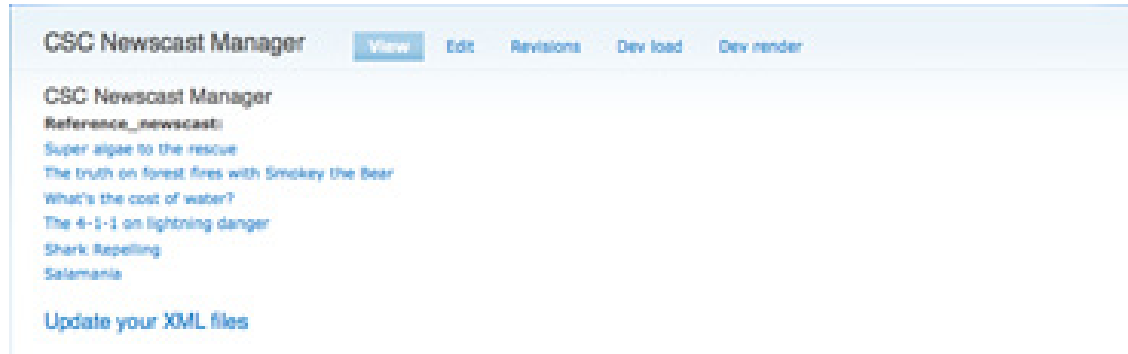 CSC Newscast Manager View Edit Revisions Dev load Dev render
CSC Newscast Manager
Reference_newscast:
Super algae to the rescue
The truth on forest fires with Smokey the Bear
What's the cost of water?
The 4-1-1 on lightning danger
Shark Repelling
Salamania
Update your XML files